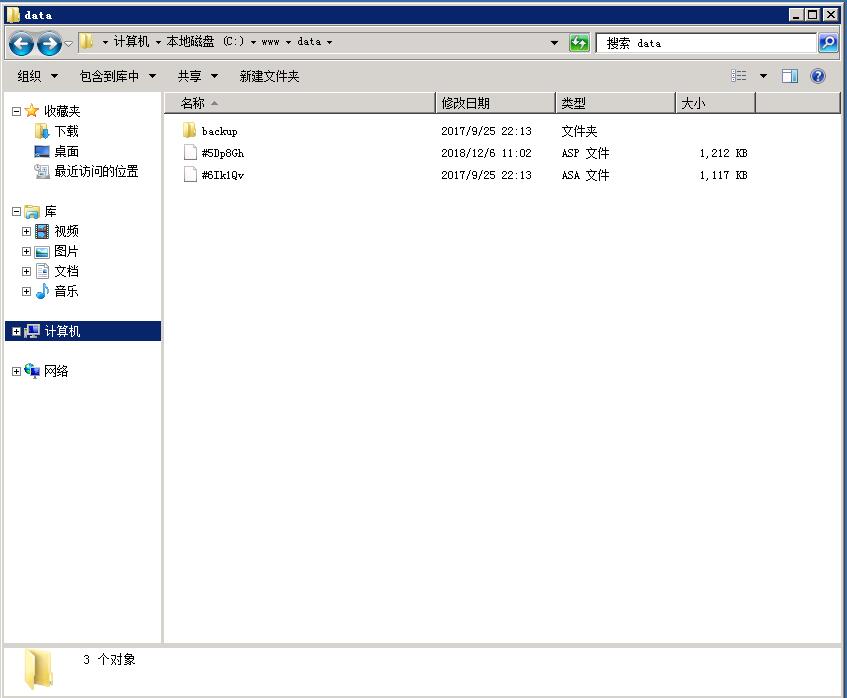 data
计算机 本地磁盘 (C:) www data
搜索 data
组织 包含到库中 共享 新建文件夹
收藏夹
下载
桌面
最近访问的位置
库
视频
图片
文档
音乐
计算机
网络
名称 修改日期 类型 大小
backup 2017/9/25 22:13 文件夹
#5Dp8Gh 2018/12/6 11:02 ASP 文件 1,212 KB
#6Ik1Qv 2017/9/25 22:13 ASA 文件 1,117 KB
3 个对象